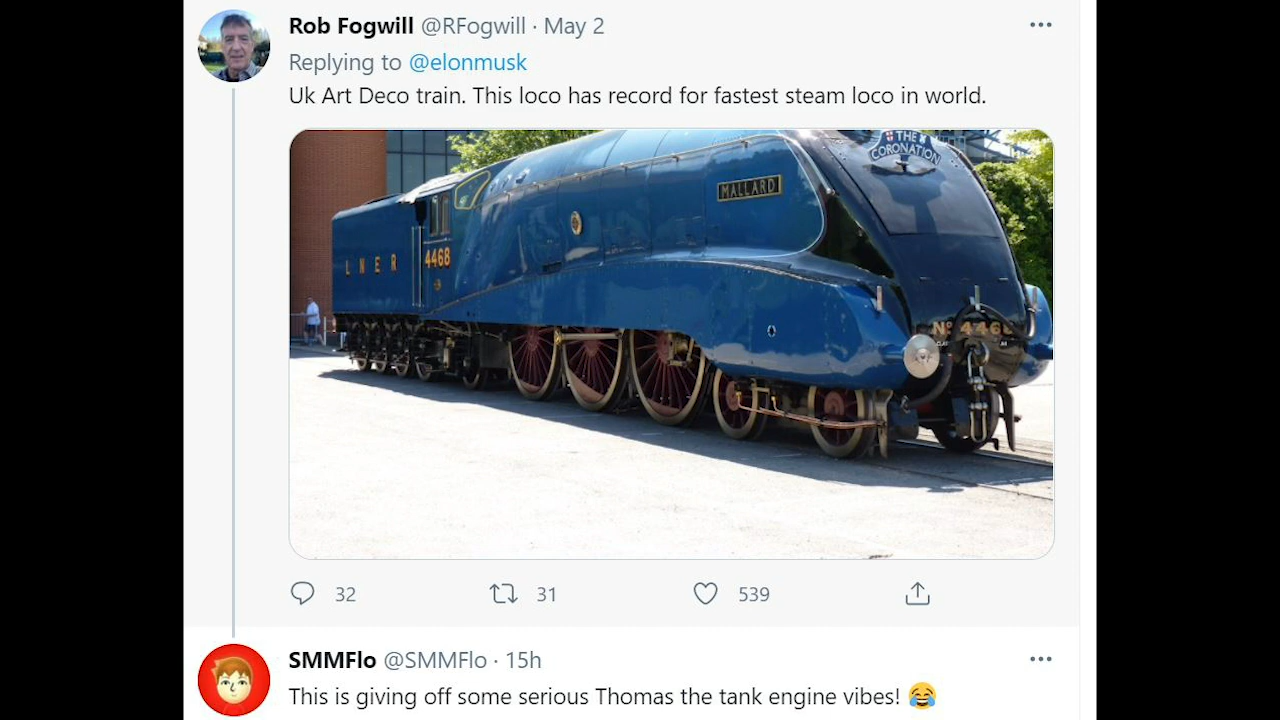 Rob Fogwill @RFogwill · May 2
Replying to @elonmusk
Uk Art Deco train. This loco has record for fastest steam loco in world.
THE
CORONATION
MALLARD
L N E R
4468
Nº 4468
32 31 539
SMMFlo @SMMFlo · 15h
This is giving off some serious Thomas the tank engine vibes! 😂